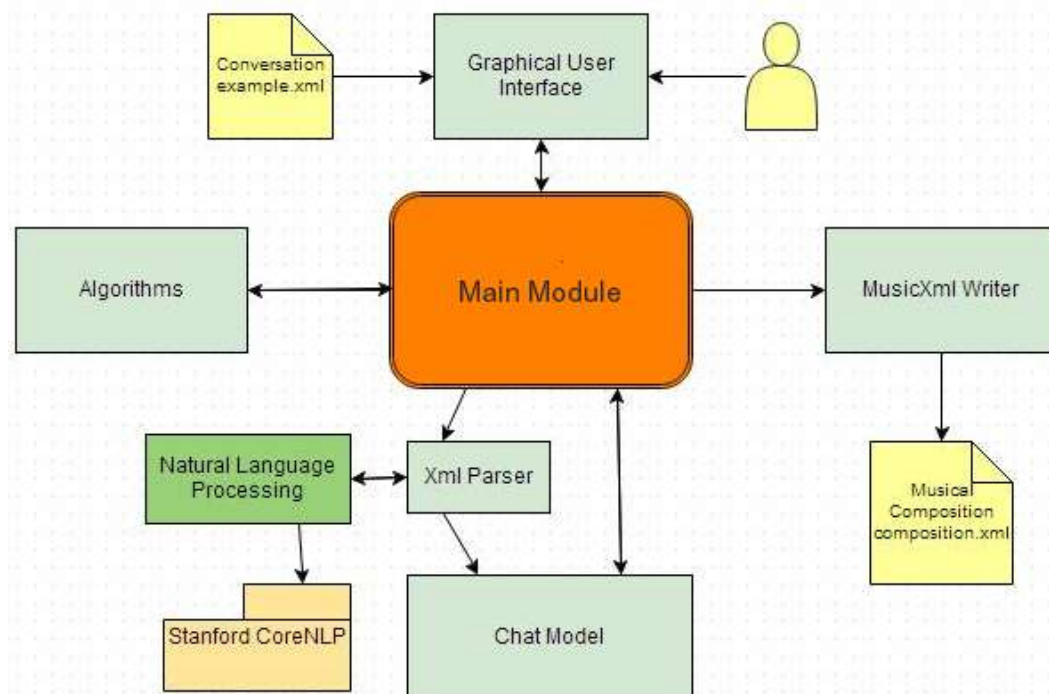 Conversation
example.xml
Graphical User
Interface
Algorithms
Main Module
MusicXml Writer
Natural Language
Processing
Xml Parser
Musical
Composition
composition.xml
Stanford CoreNLP
Chat Model